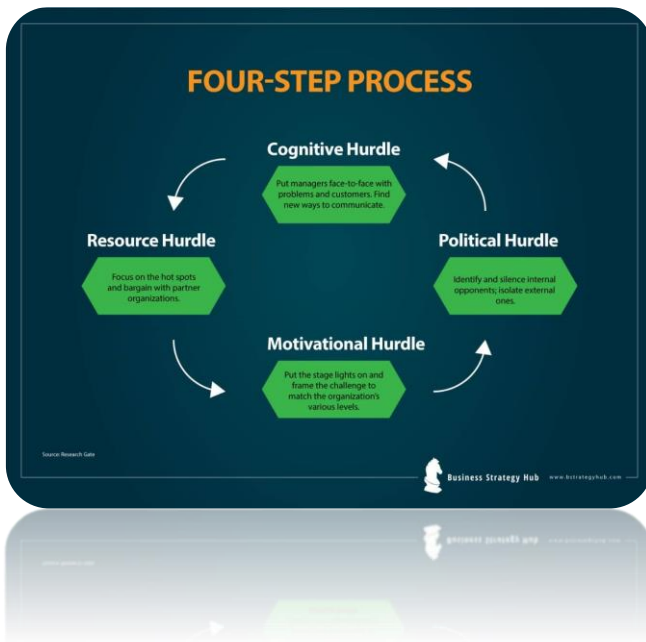 FOUR-STEP PROCESS
Cognitive Hurdle
Put managers face-to-face with
problems and customers. Find
new ways to communicate.
Resource Hurdle
Focus on the hot spots
and bargain with partner
organizations.
Political Hurdle
Identify and silence internal
opponents; isolate external
ones.
Motivational Hurdle
Put the stage lights on and
frame the challenge to
match the organization's
various levels.
Source: Research Gate
Business Strategy Hub www.bstrategyhub.com